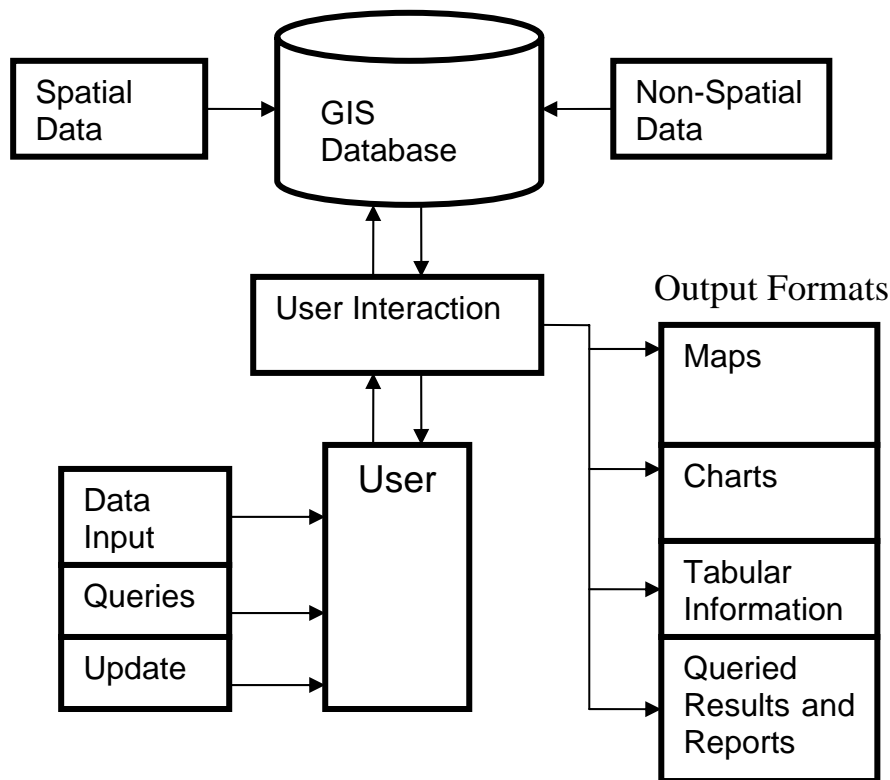 Spatial
Data
GIS
Database
Non-Spatial
Data
User Interaction
Output Formats
Maps
Charts
Tabular
Information
Queried
Results and
Reports
User
Data
Input
Queries
Update